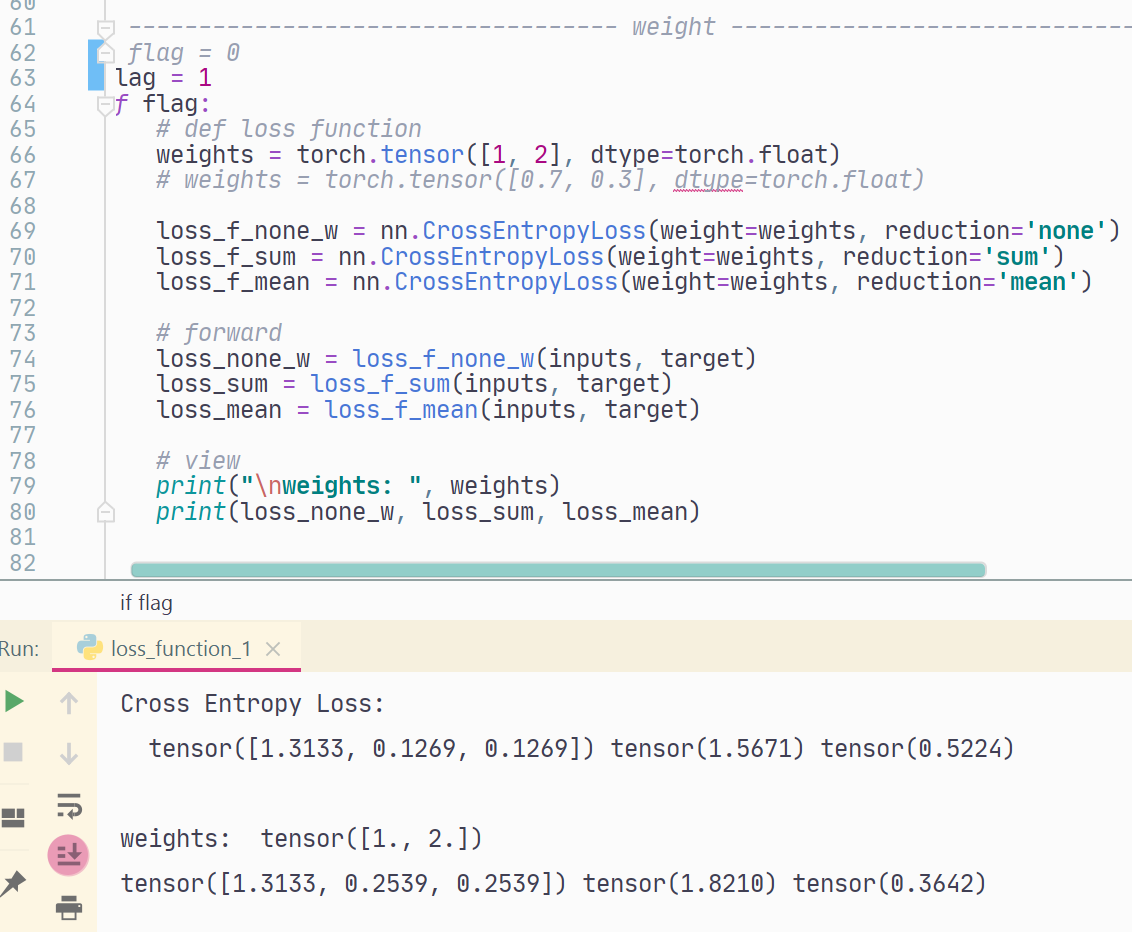 60
61 ----------------------------------- weight -----------------------------
62 flag = 0
63 lag = 1
64 f flag:
65 # def loss function
66 weights = torch.tensor([1, 2], dtype=torch.float)
67 # weights = torch.tensor([0.7, 0.3], dtype=torch.float)
68
69 loss_f_none_w = nn.CrossEntropyLoss(weight=weights, reduction='none')
70 loss_f_sum = nn.CrossEntropyLoss(weight=weights, reduction='sum')
71 loss_f_mean = nn.CrossEntropyLoss(weight=weights, reduction='mean')
72
73 # forward
74 loss_none_w = loss_f_none_w(inputs, target)
75 loss_sum = loss_f_sum(inputs, target)
76 loss_mean = loss_f_mean(inputs, target)
77
78 # view
79 print("\nweights: ", weights)
80 print(loss_none_w, loss_sum, loss_mean)
81
82
if flag
Run: loss_function_1
Cross Entropy Loss:
tensor([1.3133, 0.1269, 0.1269]) tensor(1.5671) tensor(0.5224)
weights:  tensor([1., 2.])
tensor([1.3133, 0.2539, 0.2539]) tensor(1.8210) tensor(0.3642)